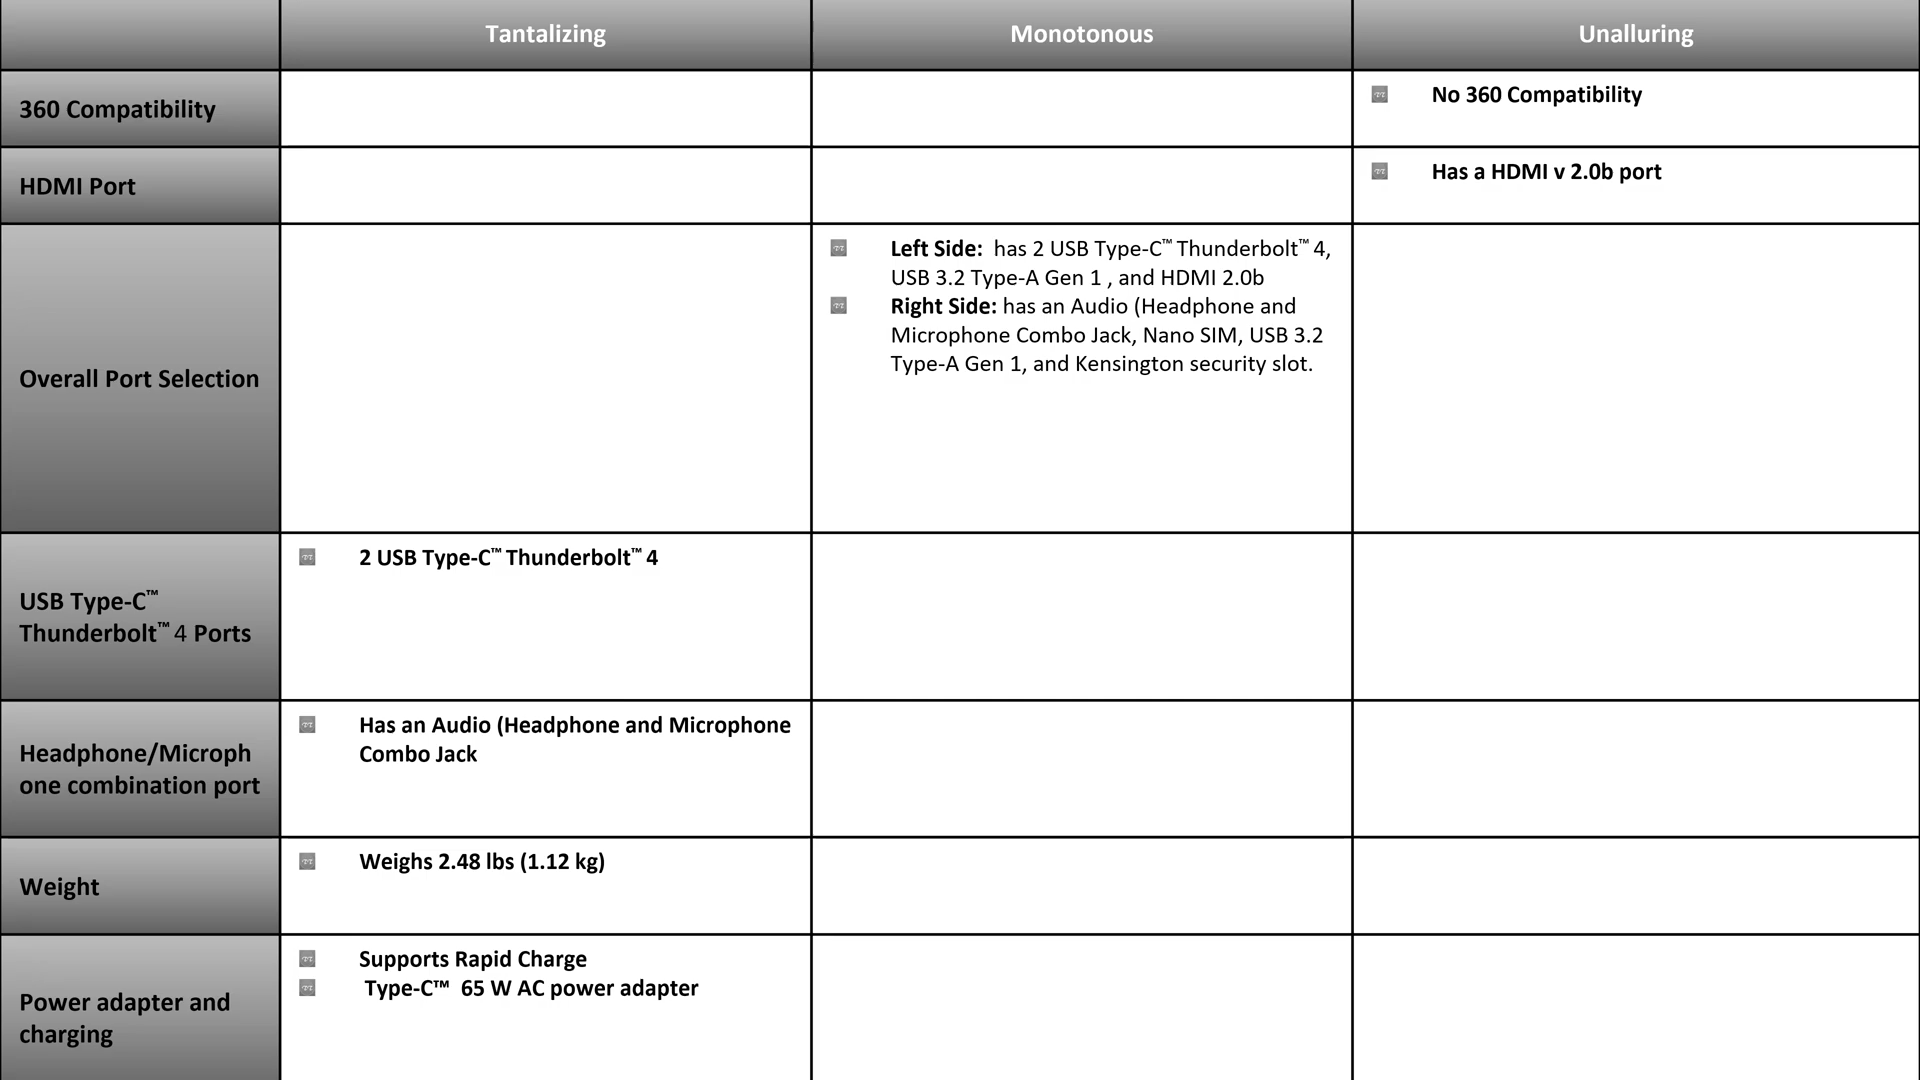 Tantalizing
Monotonous
Unalluring
360 Compatibility
No 360 Compatibility
HDMI Port
Has a HDMI v 2.0b port
Overall Port Selection
Left Side:  has 2 USB Type-C™ Thunderbolt™ 4,
USB 3.2 Type-A Gen 1 , and HDMI 2.0b
Right Side: has an Audio (Headphone and
Microphone Combo Jack, Nano SIM, USB 3.2
Type-A Gen 1, and Kensington security slot.
USB Type-C™
Thunderbolt™ 4 Ports
2 USB Type-C™ Thunderbolt™ 4
Headphone/Microph
one combination port
Has an Audio (Headphone and Microphone
Combo Jack
Weight
Weighs 2.48 lbs (1.12 kg)
Power adapter and
charging
Supports Rapid Charge
Type-C™  65 W AC power adapter